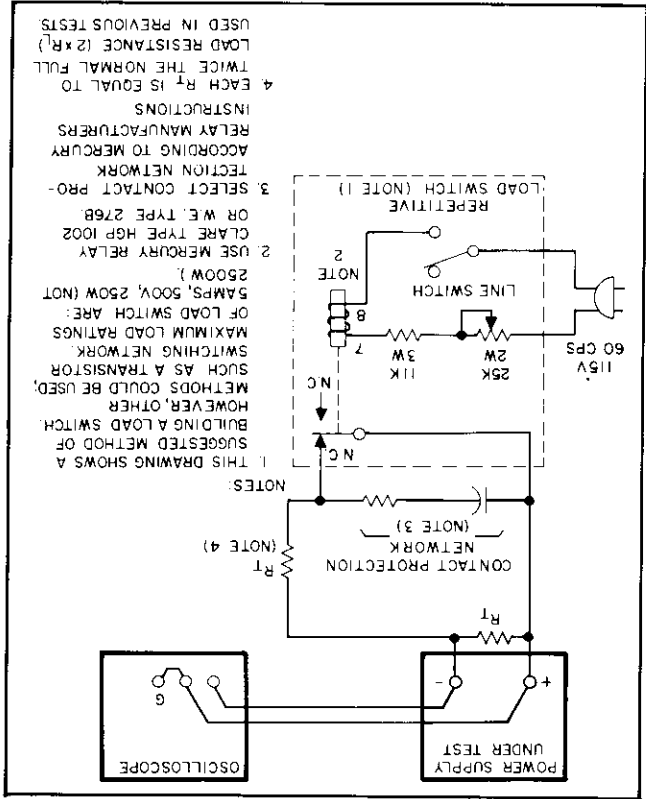 POWER SUPPLY
UNDER TEST
OSCILLOSCOPE
+
-
G
RT
CONTACT PROTECTION
NETWORK
(NOTE 3)
RT
(NOTE 4)
N.C.
N.C.
115V
60 CPS
25K
2W
11K
3W
7
8
NOTE
2
LINE SWITCH
REPETITIVE
LOAD SWITCH (NOTE 1)
NOTES:
1. THIS DRAWING SHOWS A
SUGGESTED METHOD OF
BUILDING A LOAD SWITCH.
HOWEVER, OTHER
METHODS COULD BE USED;
SUCH AS A TRANSISTOR
SWITCHING NETWORK.
MAXIMUM LOAD RATINGS
OF LOAD SWITCH ARE:
5AMPS, 500V, 250W (NOT
2500W).
2. USE MERCURY RELAY
CLARE TYPE HGP 1002
OR W.E. TYPE 276B.
3. SELECT CONTACT PRO-
TECTION NETWORK
ACCORDING TO MERCURY
RELAY MANUFACTURERS
INSTRUCTIONS
4. EACH RT IS EQUAL TO
TWICE THE NORMAL FULL
LOAD RESISTANCE (2×RL)
USED IN PREVIOUS TESTS.